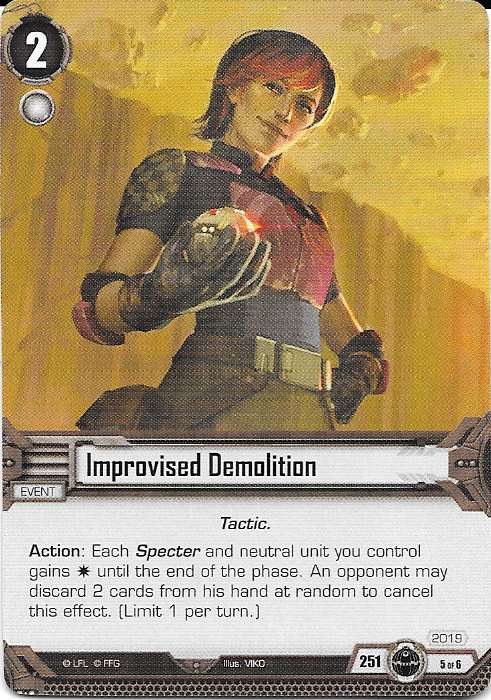 2
Improvised Demolition
EVENT
Tactic.
Action: Each Specter and neutral unit you control
gains ✷ until the end of the phase. An opponent may
discard 2 cards from his hand at random to cancel
this effect. (Limit 1 per turn.)
2019
© LFL © FFG Illus. VIKO 251 5 OF 6